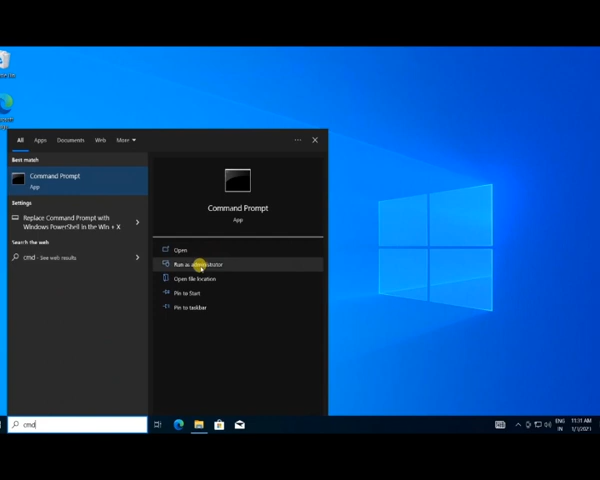 All Apps Documents Web More
Best match
Command Prompt
App
Settings
Replace Command Prompt with
Windows PowerShell in the Win + X
Search the web
cmd - See web results
Command Prompt
App
Open
Run as administrator
Open file location
Pin to Start
Pin to taskbar
cmd
ENG
IN
11:31 AM